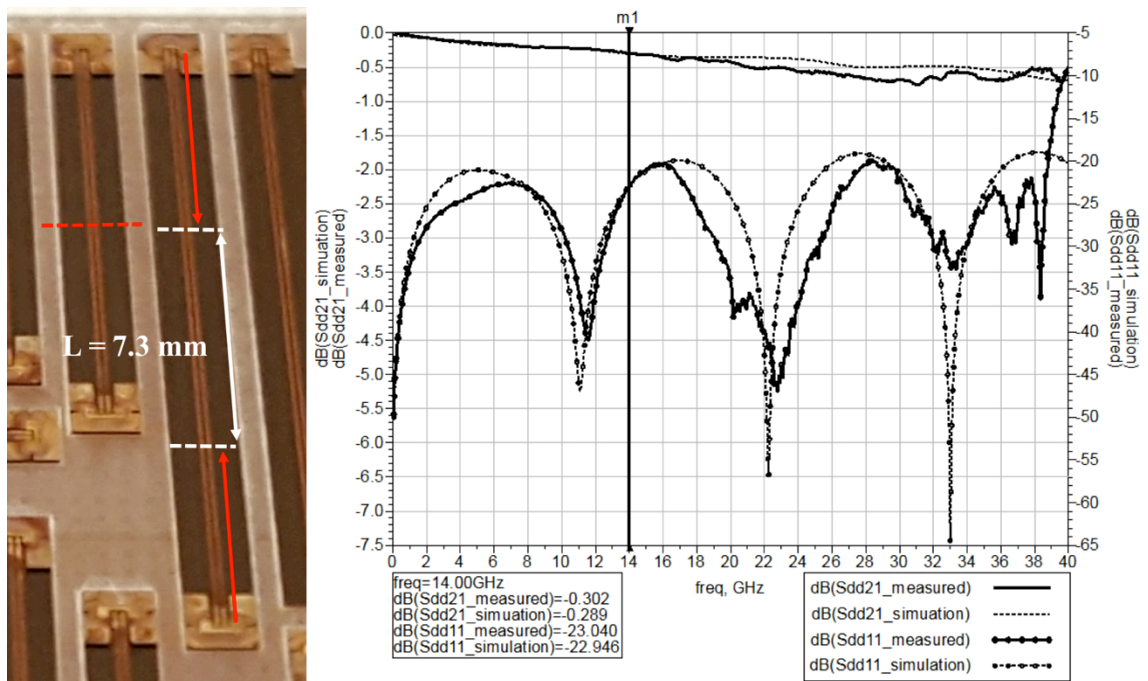 L = 7.3 mm
m1
0.0
-0.5
-1.0
-1.5
-2.0
-2.5
-3.0
-3.5
-4.0
-4.5
-5.0
-5.5
-6.0
-6.5
-7.0
-7.5
dB(Sdd21_simuation)
dB(Sdd21_measured)
-5
-10
-15
-20
-25
-30
-35
-40
-45
-50
-55
-60
-65
dB(Sdd11_simulation)
dB(Sdd11_measured)
0 2 4 6 8 10 12 14 16 18 20 22 24 26 28 30 32 34 36 38 40
freq, GHz
freq=14.00GHz
dB(Sdd21_measured)=-0.302
dB(Sdd21_simuation)=-0.289
dB(Sdd11_measured)=-23.040
dB(Sdd11_simulation)=-22.946
dB(Sdd21_measured)
dB(Sdd21_simuation)
dB(Sdd11_measured)
dB(Sdd11_simulation)